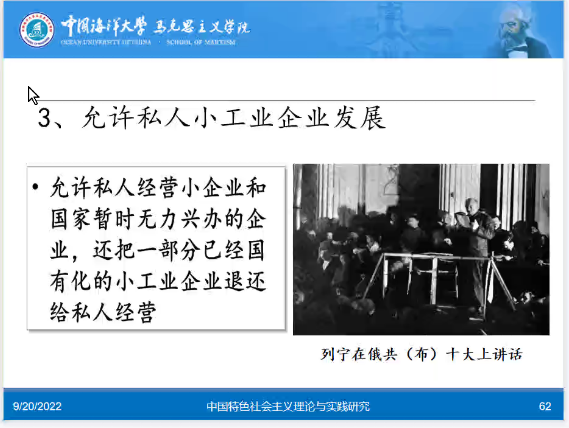 中国海洋大学 马克思主义学院
OCEAN UNIVERSITY OF CHINA · SCHOOL OF MARXISM
3、允许私人小工业企业发展
• 允许私人经营小企业和
国家暂时无力兴办的企
业，还把一部分已经国
有化的小工业企业退还
给私人经营
列宁在俄共（布）十大上讲话
9/20/2022 中国特色社会主义理论与实践研究 62